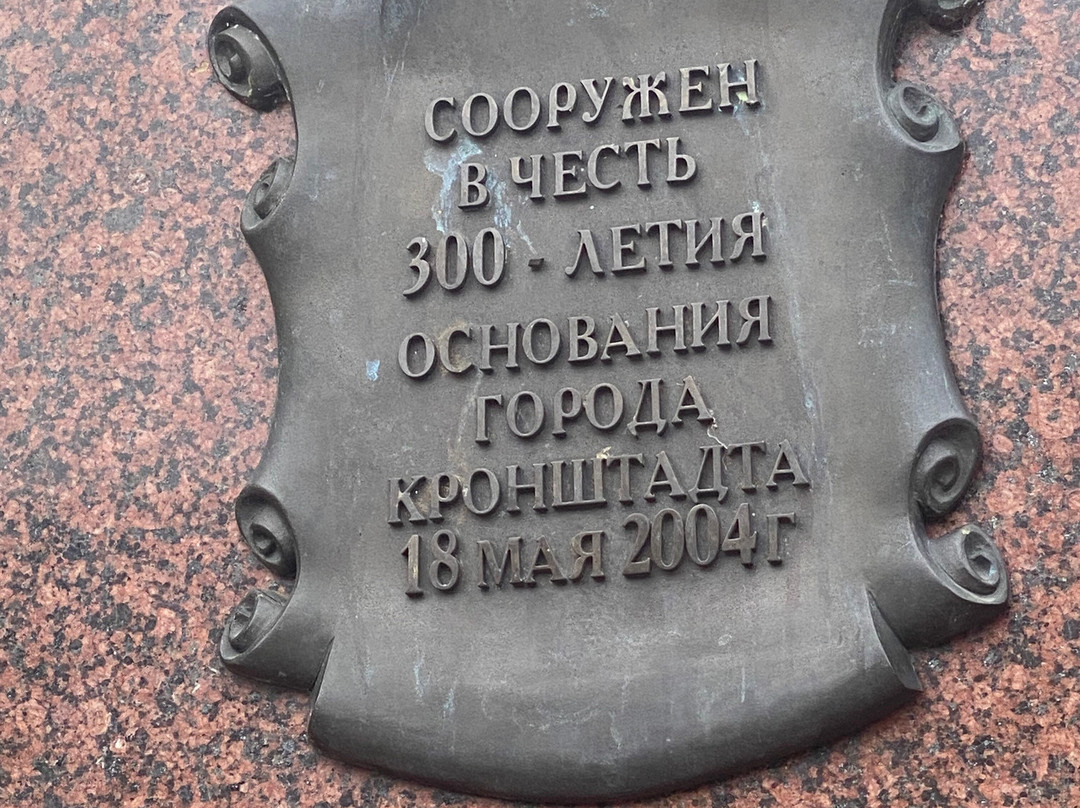 СООРУЖЕН
В ЧЕСТЬ
300 - ЛЕТИЯ
ОСНОВАНИЯ
ГОРОДА
КРОНШТАДТА
18 МАЯ 2004 Г